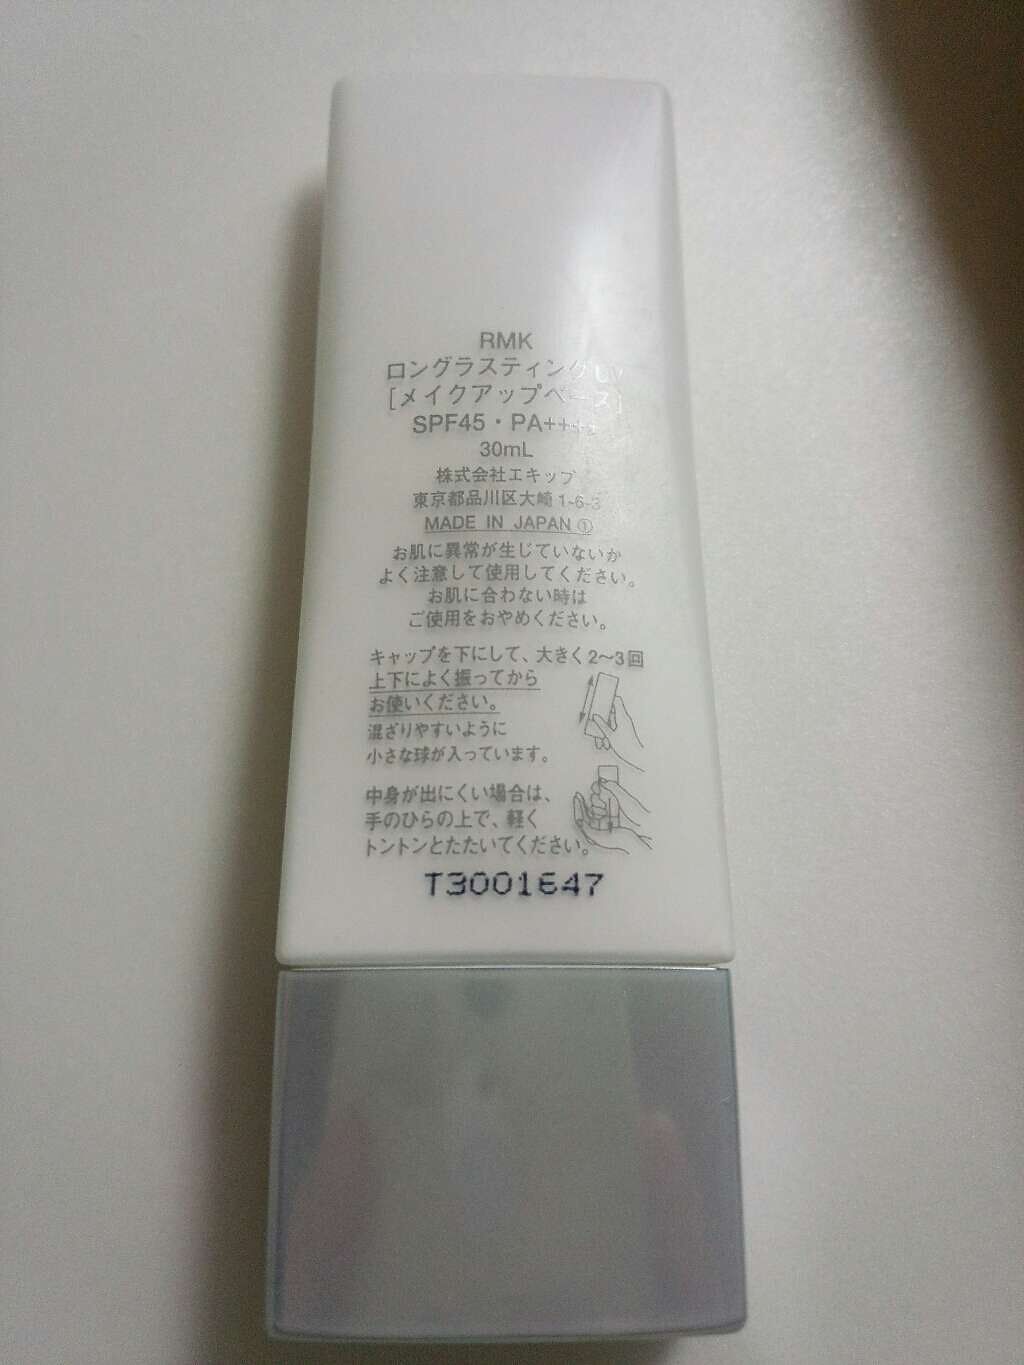 RMK
ロングラスティングUV
[メイクアップベース]
SPF45・PA++++
30mL
株式会社エキップ
東京都品川区大崎1-6-3
MADE IN JAPAN ①
お肌に異常が生じていないか
よく注意して使用してください。
お肌に合わない時は
ご使用をおやめください。
キャップを下にして、大きく2〜3回
上下によく振ってから
お使いください。
混ざりやすいように
小さな球が入っています。
中身が出にくい場合は、
手のひらの上で、軽く
トントンとたたいてください。
T3001647